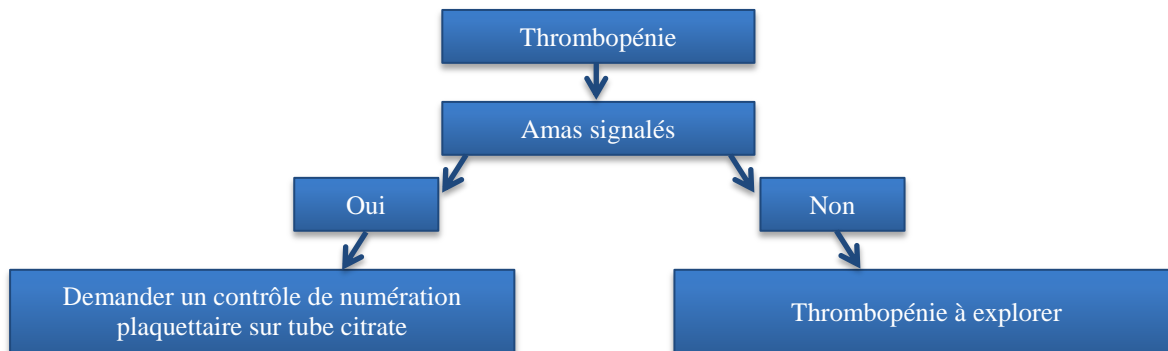 Thrombopénie
Amas signalés
Oui
Non
Demander un contrôle de numération
plaquettaire sur tube citrate
Thrombopénie à explorer